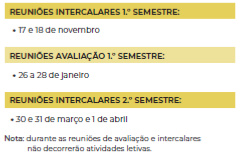 REUNIÕES INTERCALARES 1.º SEMESTRE:
• 17 e 18 de novembro
REUNIÕES AVALIAÇÃO 1.º SEMESTRE:
• 26 a 28 de janeiro
REUNIÕES INTERCALARES 2.º SEMESTRE:
• 30 e 31 de março e 1 de abril
Nota: durante as reuniões de avaliação e intercalares
não decorrerão atividades letivas.